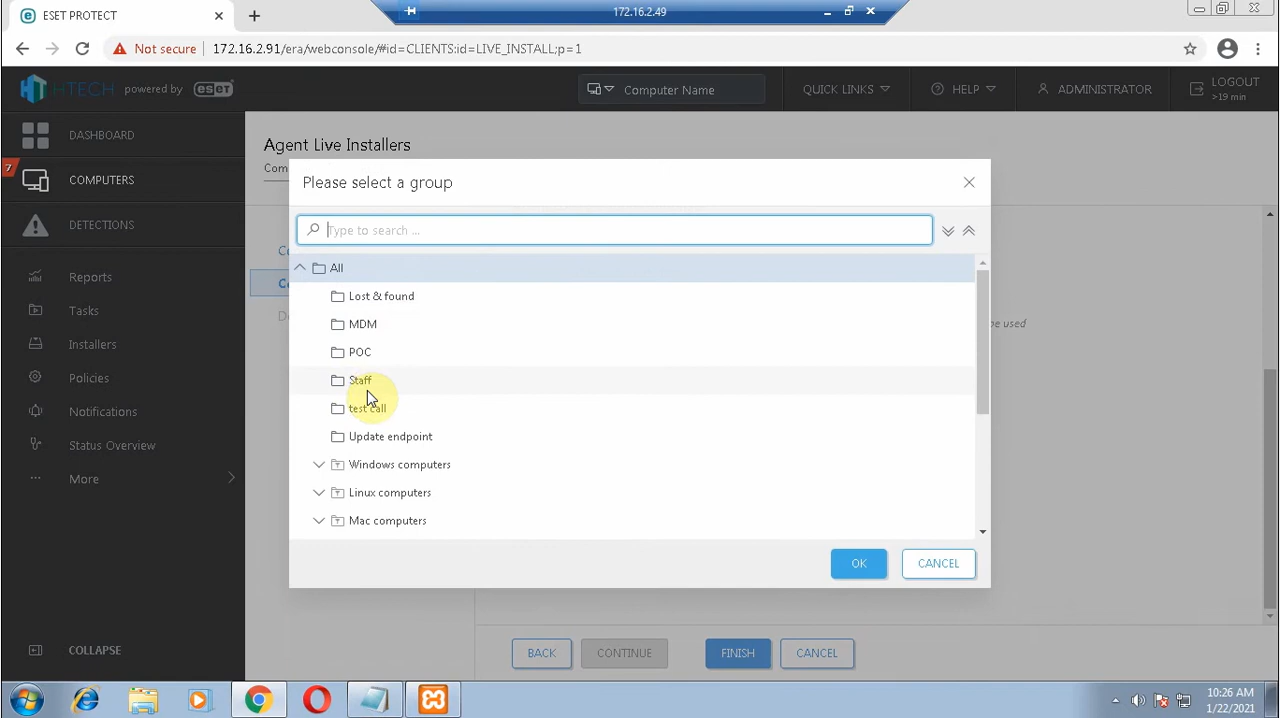 ESET PROTECT
172.16.2.49
Not secure
172.16.2.91/era/webconsole/#id=CLIENTS:id=LIVE_INSTALL;p=1
HTECH powered by eset
Computer Name
QUICK LINKS
HELP
ADMINISTRATOR
LOGOUT
>19 min
DASHBOARD
7
COMPUTERS
DETECTIONS
Reports
Tasks
Installers
Policies
Notifications
Status Overview
More
COLLAPSE
Agent Live Installers
Com
Please select a group
Type to search ...
All
Lost & found
MDM
POC
Staff
test call
Update endpoint
Windows computers
Linux computers
Mac computers
be used
OK
CANCEL
BACK
CONTINUE
FINISH
CANCEL
10:26 AM
1/22/2021